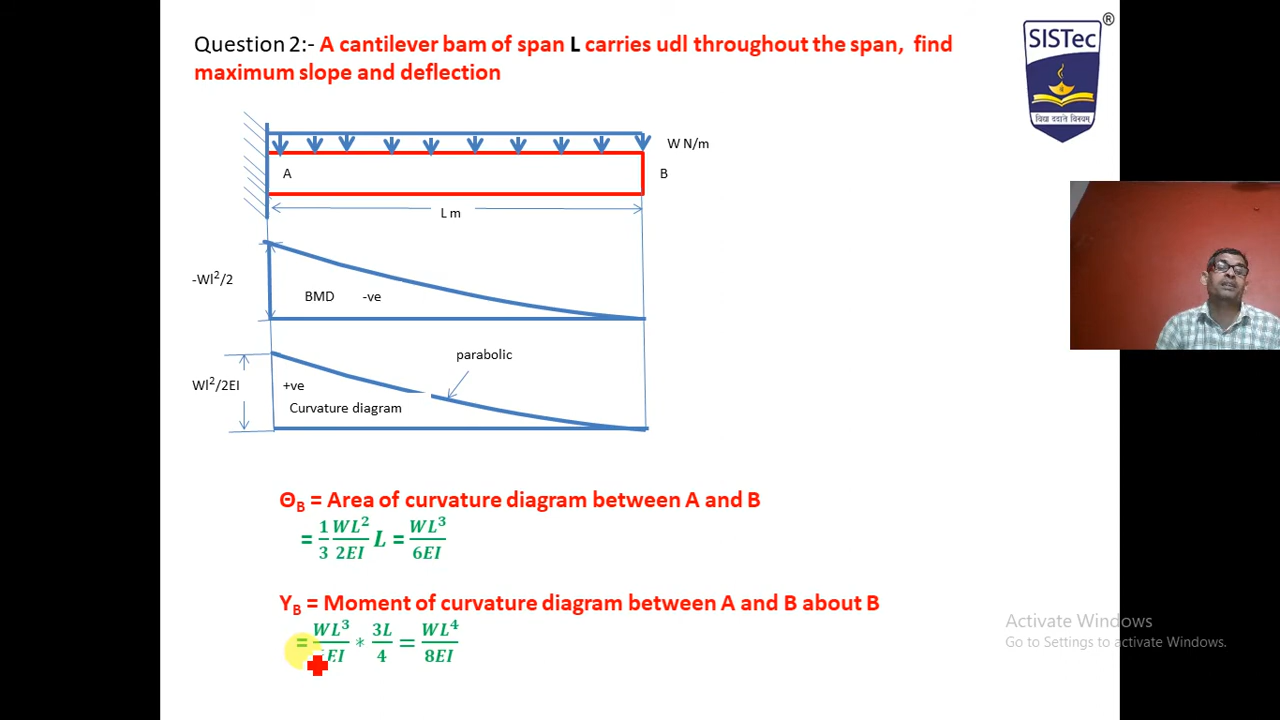 Question 2:- A cantilever bam of span L carries udl throughout the span, find
maximum slope and deflection
®
SISTec
विद्या ददाति विनयम्
W N/m
A
B
L m
-Wl²/2
BMD -ve
parabolic
Wl²/2EI
+ve
Curvature diagram
Θ_B = Area of curvature diagram between A and B
= 1/3 WL²/2EI L = WL³/6EI
Y_B = Moment of curvature diagram between A and B about B
= WL³/EI * 3L/4 = WL⁴/8EI
Activate Windows
Go to Settings to activate Windows.